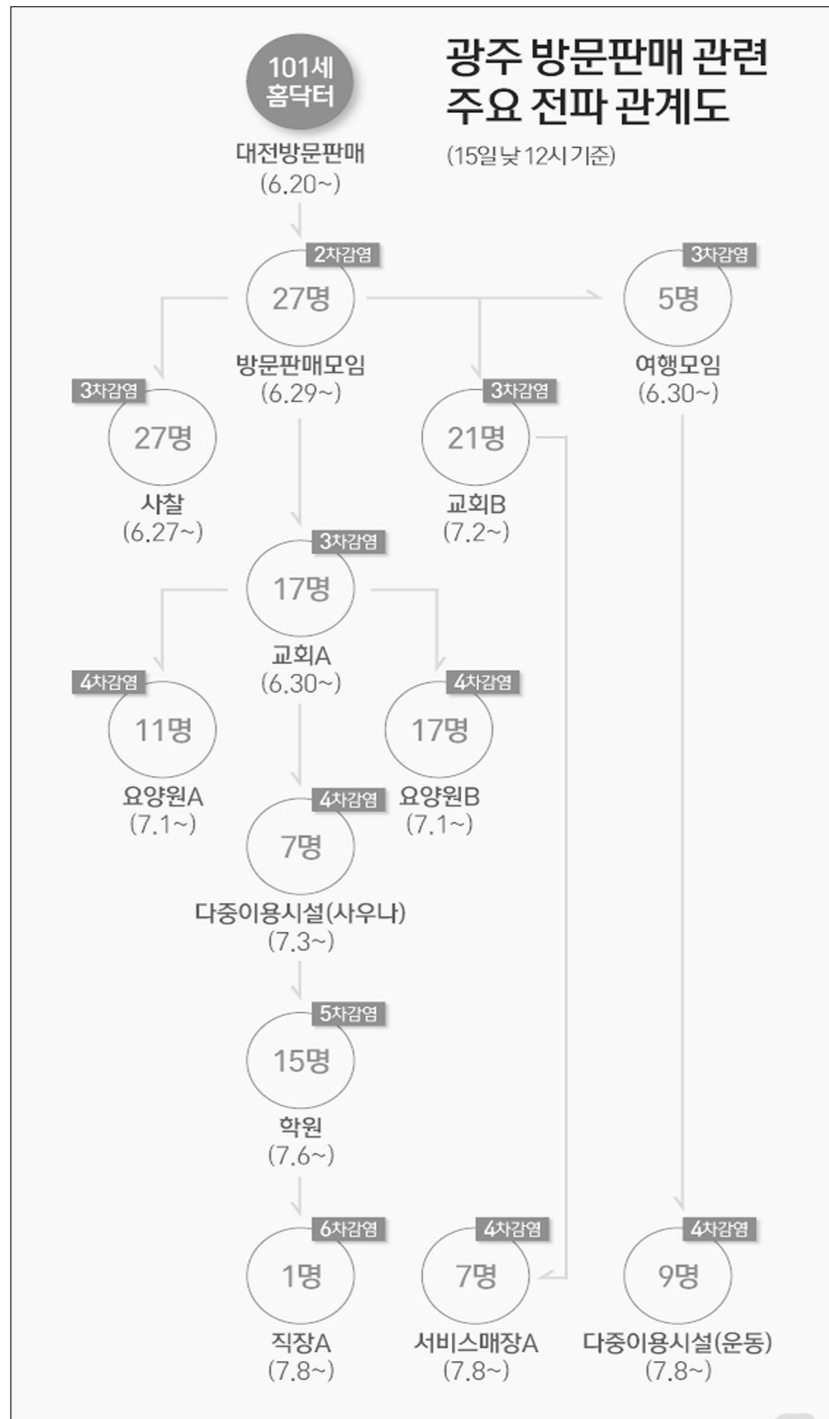 101세
홈닥터
광주 방문판매 관련
주요 전파 관계도
(15일 낮 12시 기준)
대전방문판매
(6.20~)
2차감염
27명
방문판매모임
(6.29~)
3차감염
5명
여행모임
(6.30~)
3차감염
27명
사찰
(6.27~)
3차감염
21명
교회B
(7.2~)
3차감염
17명
교회A
(6.30~)
4차감염
11명
요양원A
(7.1~)
4차감염
17명
요양원B
(7.1~)
4차감염
7명
다중이용시설(사우나)
(7.3~)
5차감염
15명
학원
(7.6~)
6차감염
1명
직장A
(7.8~)
4차감염
7명
서비스매장A
(7.8~)
4차감염
9명
다중이용시설(운동)
(7.8~)